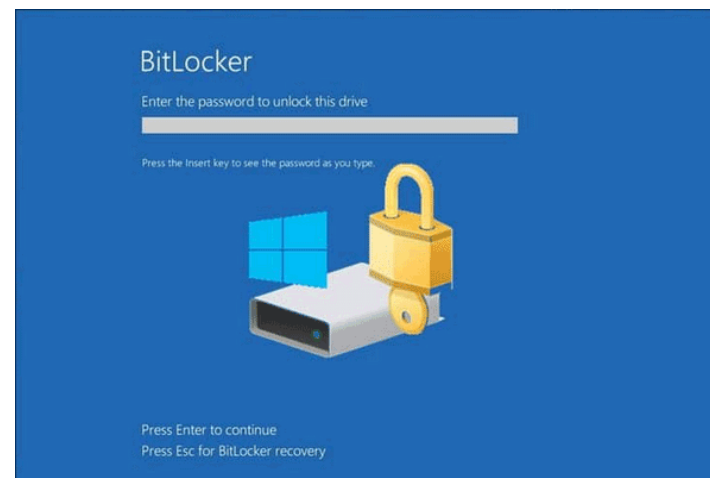 BitLocker
Enter the password to unlock this drive
Press the Insert key to see the password as you type.
Press Enter to continue
Press Esc for BitLocker recovery